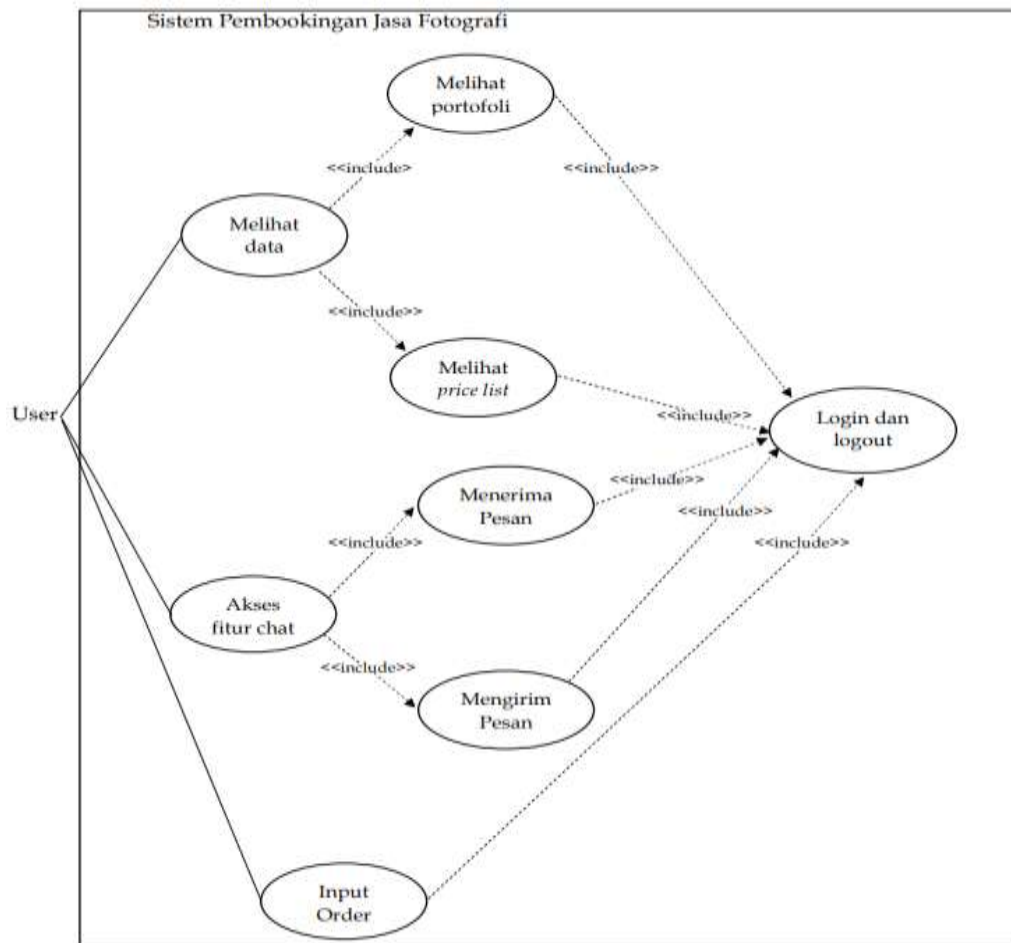 Sistem Pembookingan Jasa Fotografi
Melihat
portofoli
<<include>
<<include>>
Melihat
data
<<include>>
Melihat
price list
<<include>>
User
Login dan
logout
Menerima
Pesan
<<include>>
<<include>>
<<include>>
<<include>>
Akses
fitur chat
<<include>>
Mengirim
Pesan
Input
Order